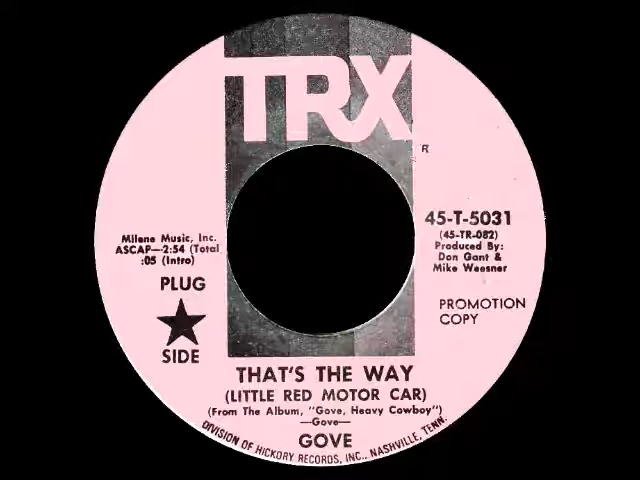 TRX
R
45-T-5031
(45-TR-082)
Produced By:
Don Gant &
Mike Weesner
Milene Music, Inc.
ASCAP—2:54 (Total
:05 (Intro)
PLUG
SIDE
PROMOTION
COPY
THAT'S THE WAY
(LITTLE RED MOTOR CAR)
(From The Album, "Gove, Heavy Cowboy")
—Gove—
GOVE
DIVISION OF HICKORY RECORDS, INC., NASHVILLE, TENN.